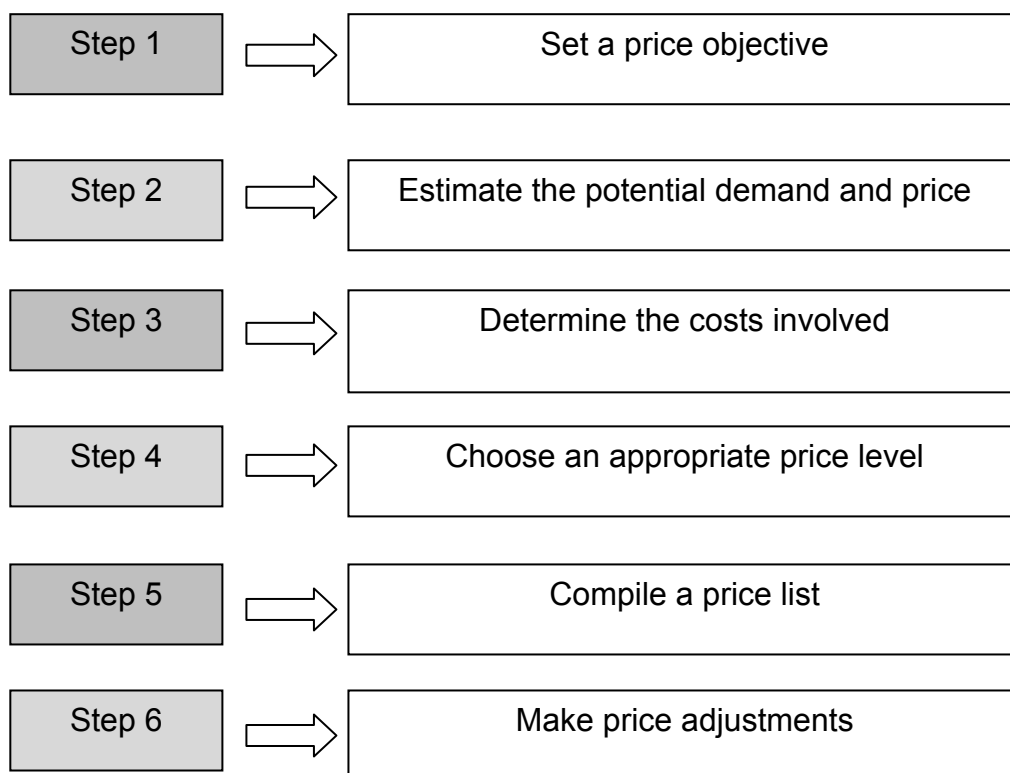 Step 1
Set a price objective
Step 2
Estimate the potential demand and price
Step 3
Determine the costs involved
Step 4
Choose an appropriate price level
Step 5
Compile a price list
Step 6
Make price adjustments